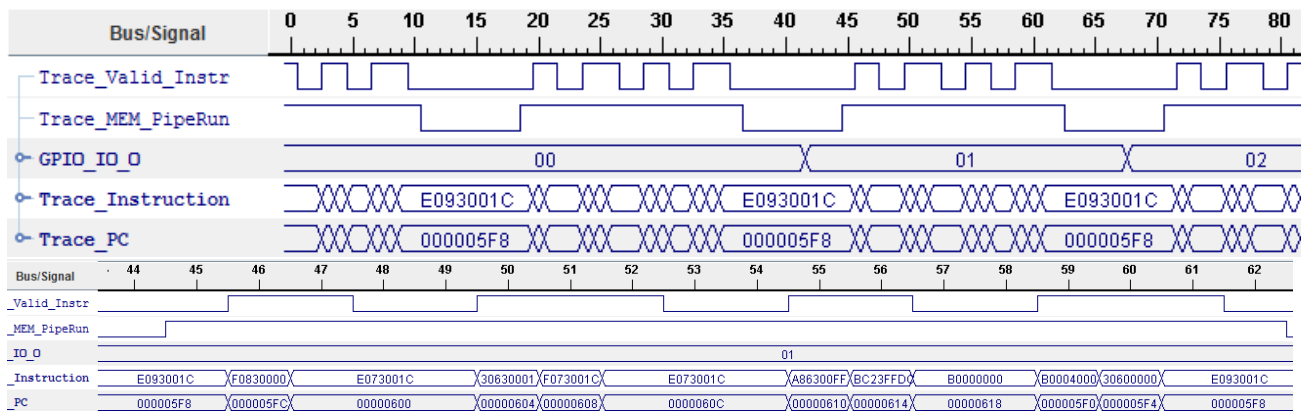 Bus/Signal 0 5 10 15 20 25 30 35 40 45 50 55 60 65 70 75 80
Trace_Valid_Instr
Trace_MEM_PipeRun
GPIO_IO_O 00 01 02
Trace_Instruction E093001C E093001C E093001C
Trace_PC 000005F8 000005F8 000005F8
Bus/Signal 44 45 46 47 48 49 50 51 52 53 54 55 56 57 58 59 60 61 62
_Valid_Instr
_MEM_PipeRun
_IO_O 01
_Instruction E093001C F0830000 E073001C 30630001 F073001C E073001C A86300FF BC23FFDC B0000000 B0004000 30600000 E093001C
_PC 000005F8 000005FC 00000600 00000604 00000608 0000060C 00000610 00000614 00000618 000005F0 000005F4 000005F8